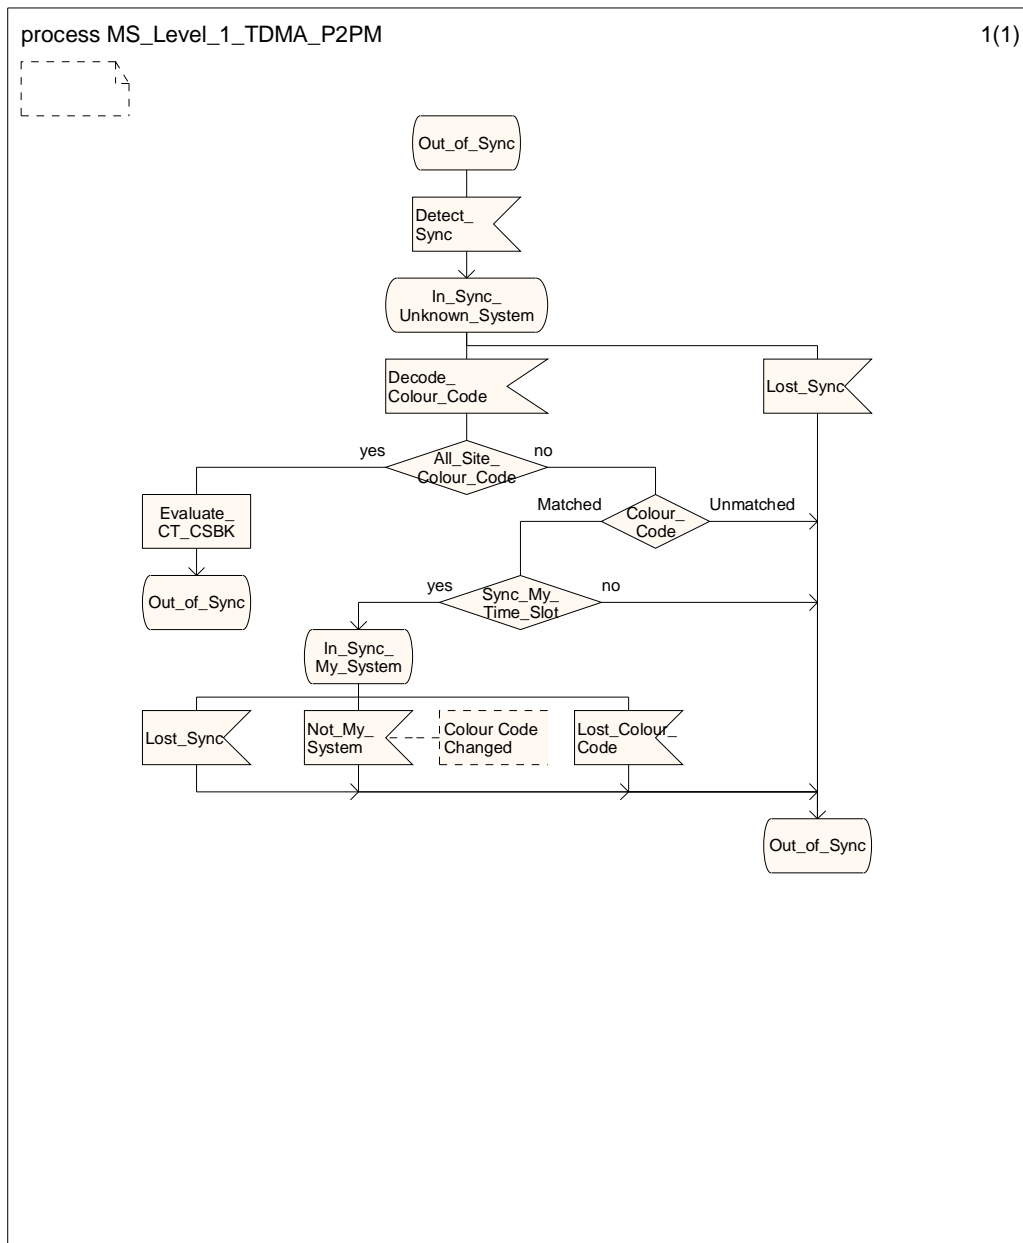 process MS_Level_1_TDMA_P2PM
1(1)
Out_of_Sync
Detect_
Sync
In_Sync_
Unknown_System
Decode_
Colour_Code
Lost_Sync
yes
All_Site_
Colour_Code
no
Evaluate_
CT_CSBK
Matched
Colour_
Code
Unmatched
Out_of_Sync
yes
Sync_My_
Time_Slot
no
In_Sync_
My_System
Lost_Sync
Not_My_
System
Colour Code
Changed
Lost_Colour_
Code
Out_of_Sync